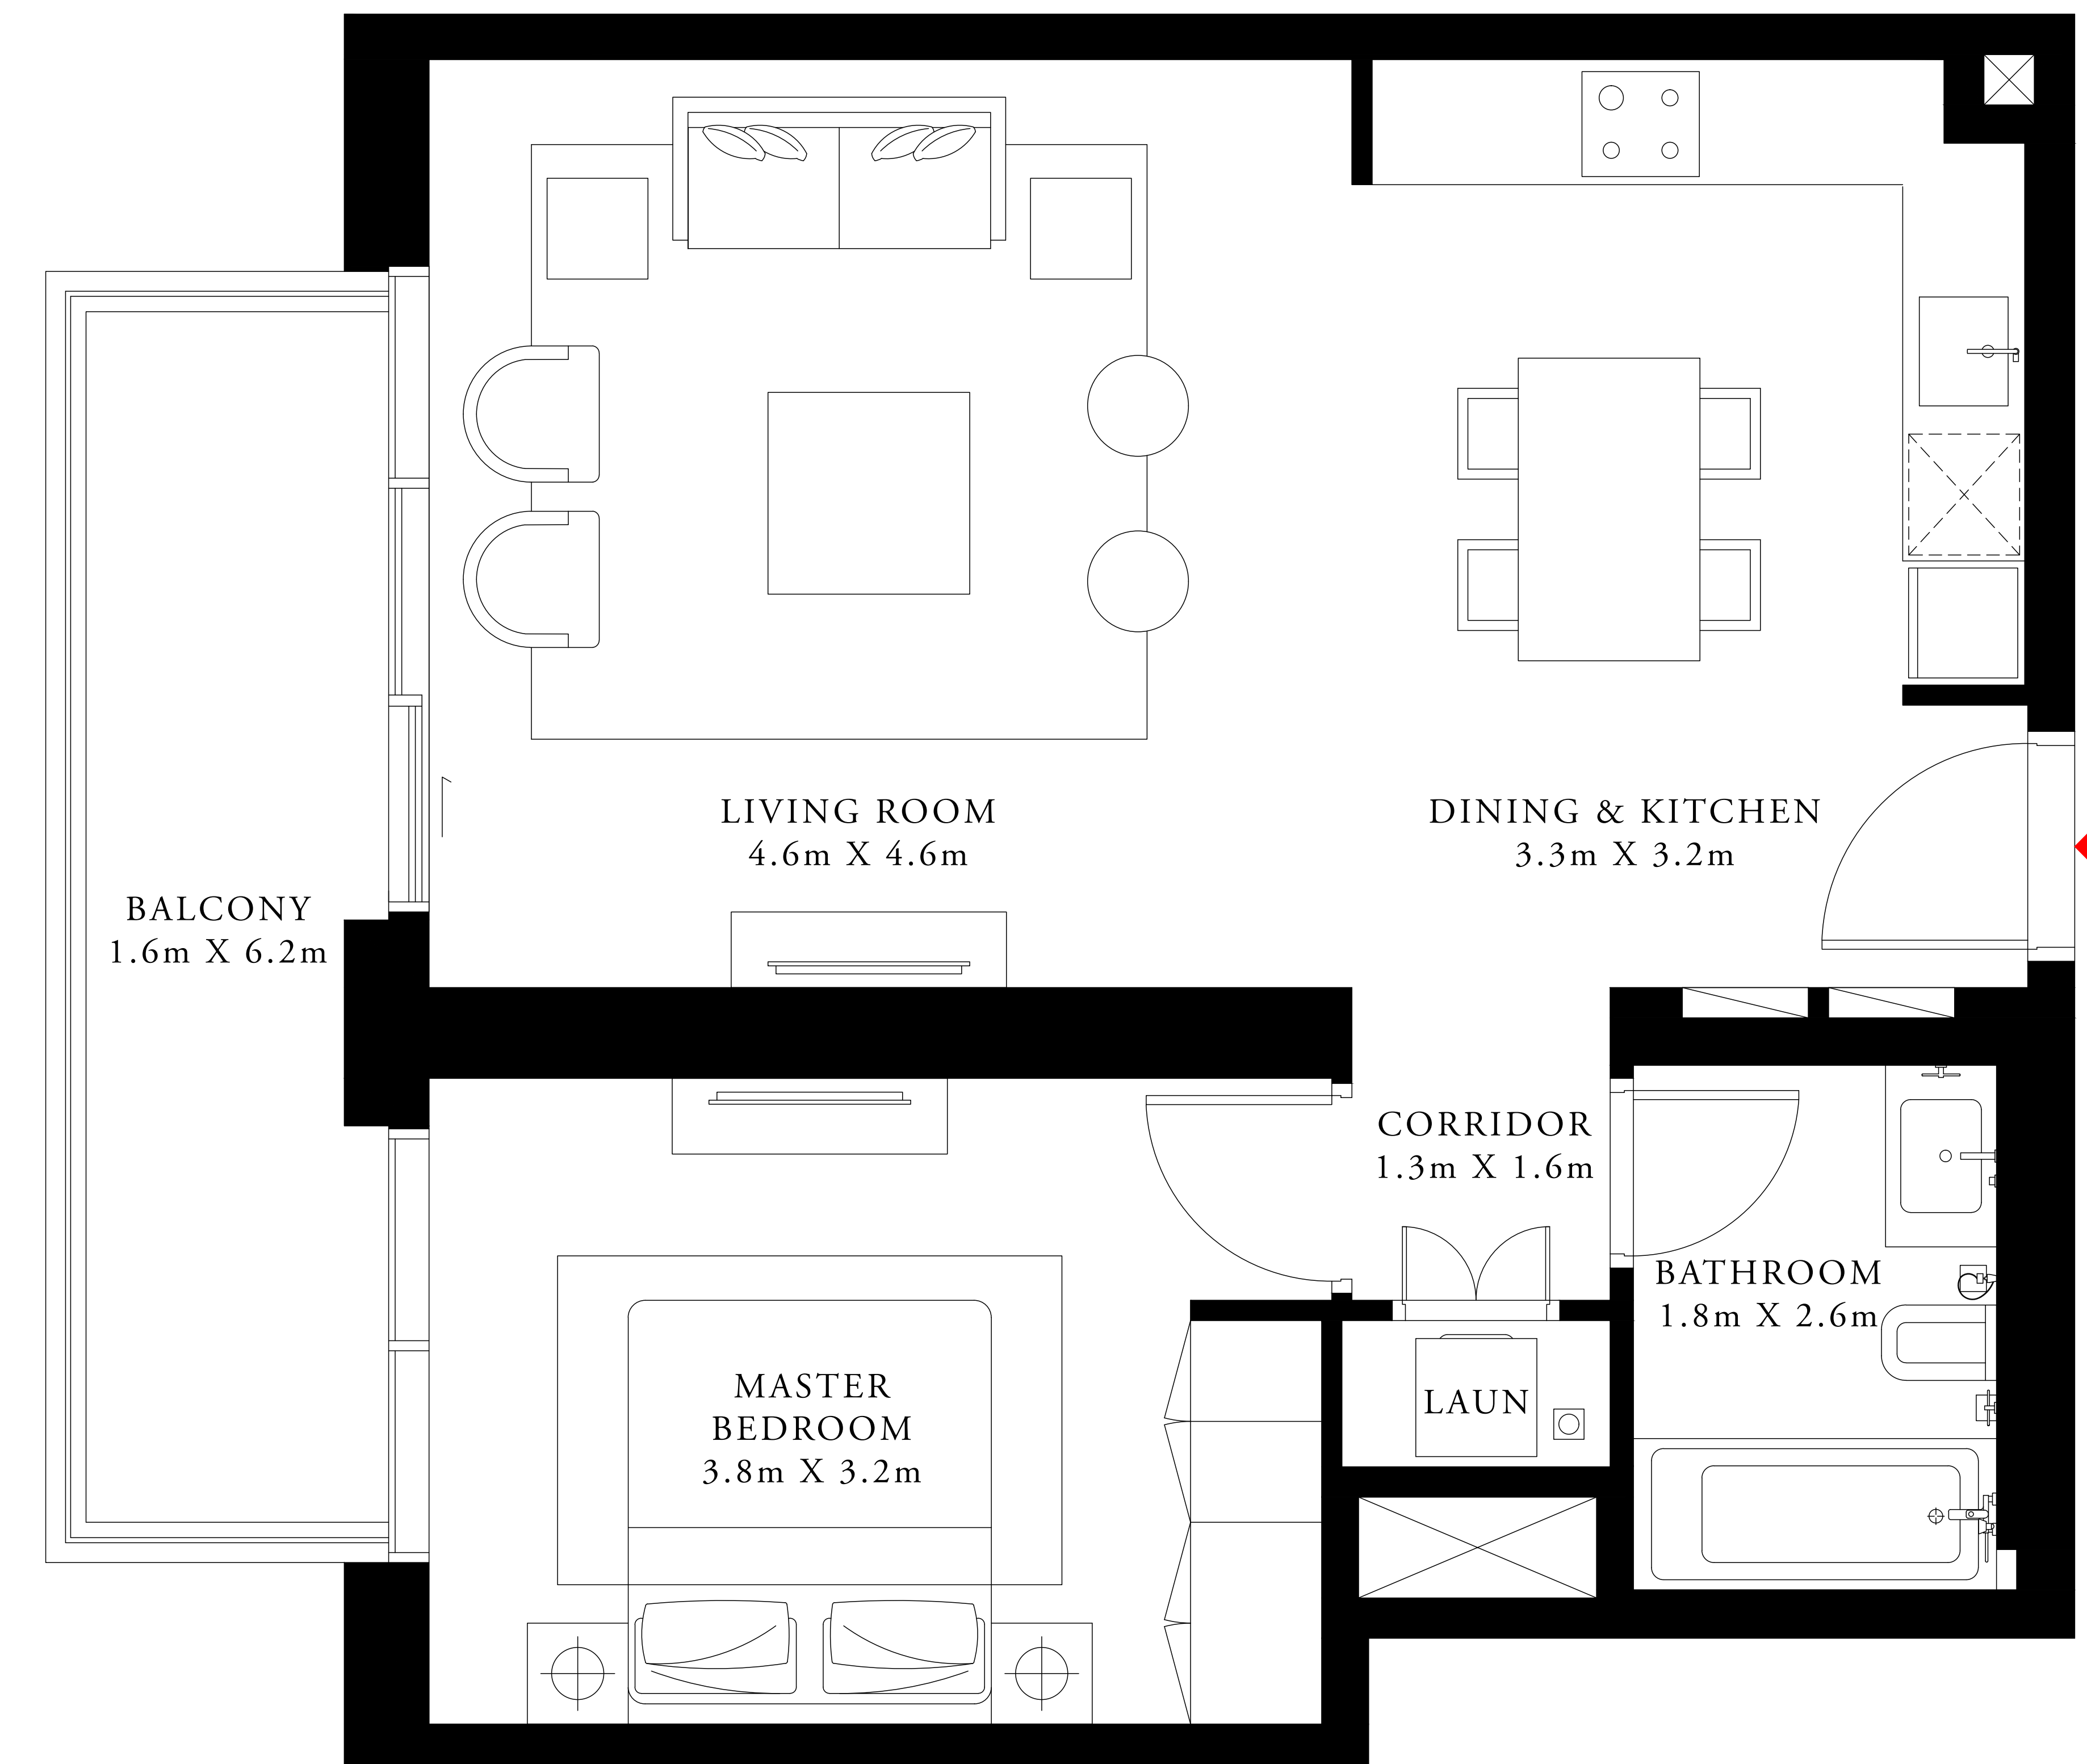 LIVING ROOM
4.6m X 4.6m
DINING & KITCHEN
3.3m X 3.2m
BALCONY
1.6m X 6.2m
CORRIDOR
1.3m X 1.6m
BATHROOM
1.8m X 2.6m
MASTER
BEDROOM
3.8m X 3.2m
LAUN